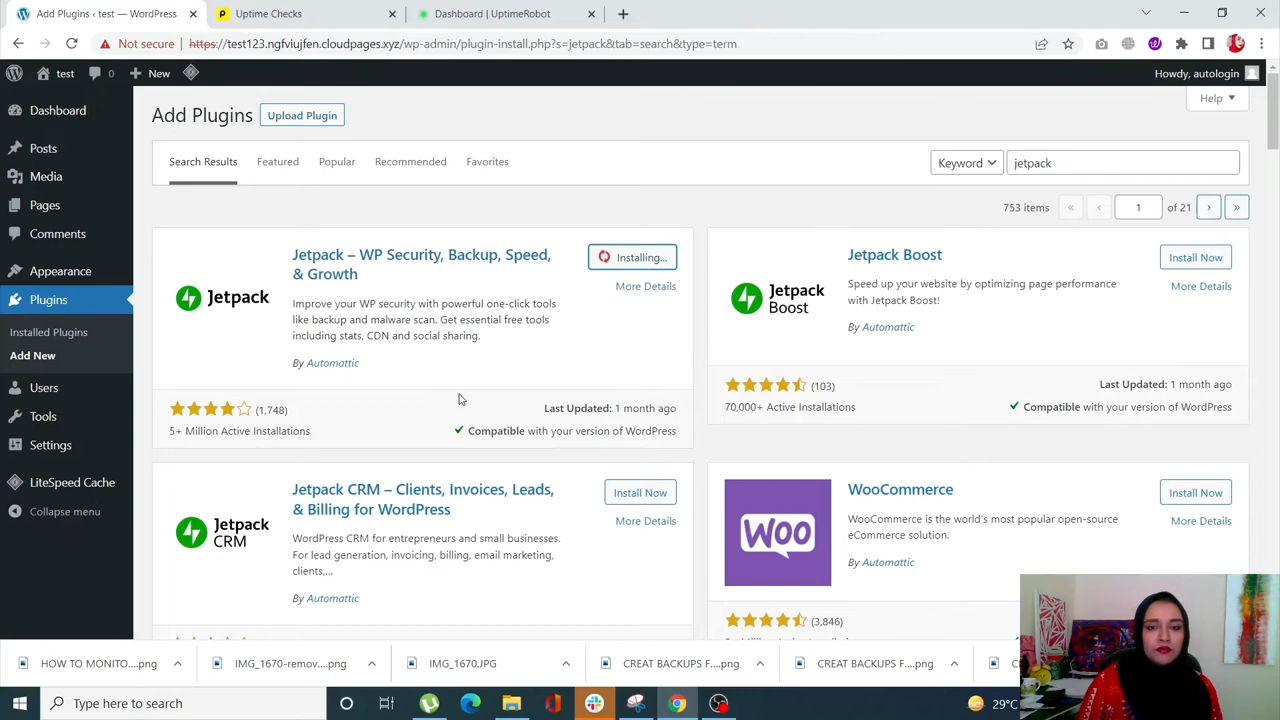 Add Plugins ‹ test — WordPress
Uptime Checks
Dashboard | UptimeRobot
Not secure
https://test123.ngfviujfen.cloudpages.xyz/wp-admin/plugin-install.php?s=jetpack&tab=search&type=term
test
0
New
Howdy, autologin
Dashboard
Posts
Media
Pages
Comments
Appearance
Plugins
Installed Plugins
Add New
Users
Tools
Settings
LiteSpeed Cache
Collapse menu
Add Plugins
Upload Plugin
Help
Search Results
Featured
Popular
Recommended
Favorites
Keyword
jetpack
753 items
«
‹
1
of 21
›
»
Jetpack
Jetpack – WP Security, Backup, Speed,
& Growth
Installing...
More Details
Improve your WP security with powerful one-click tools
like backup and malware scan. Get essential free tools
including stats, CDN and social sharing.
By Automattic
(1,748)
5+ Million Active Installations
Last Updated: 1 month ago
Compatible with your version of WordPress
Jetpack
Boost
Jetpack Boost
Install Now
More Details
Speed up your website by optimizing page performance
with Jetpack Boost!
By Automattic
(103)
70,000+ Active Installations
Last Updated: 1 month ago
Compatible with your version of WordPress
Jetpack
CRM
Jetpack CRM – Clients, Invoices, Leads,
& Billing for WordPress
Install Now
More Details
WordPress CRM for entrepreneurs and small businesses.
For lead generation, invoicing, billing, email marketing,
clients,...
By Automattic
WOO
WooCommerce
Install Now
More Details
WooCommerce is the world's most popular open-source
eCommerce solution.
By Automattic
(3,846)
HOW TO MONITO....png
IMG_1670-remov....png
IMG_1670.JPG
CREAT BACKUPS F....png
CREAT BACKUPS F....png
Type here to search
29°C